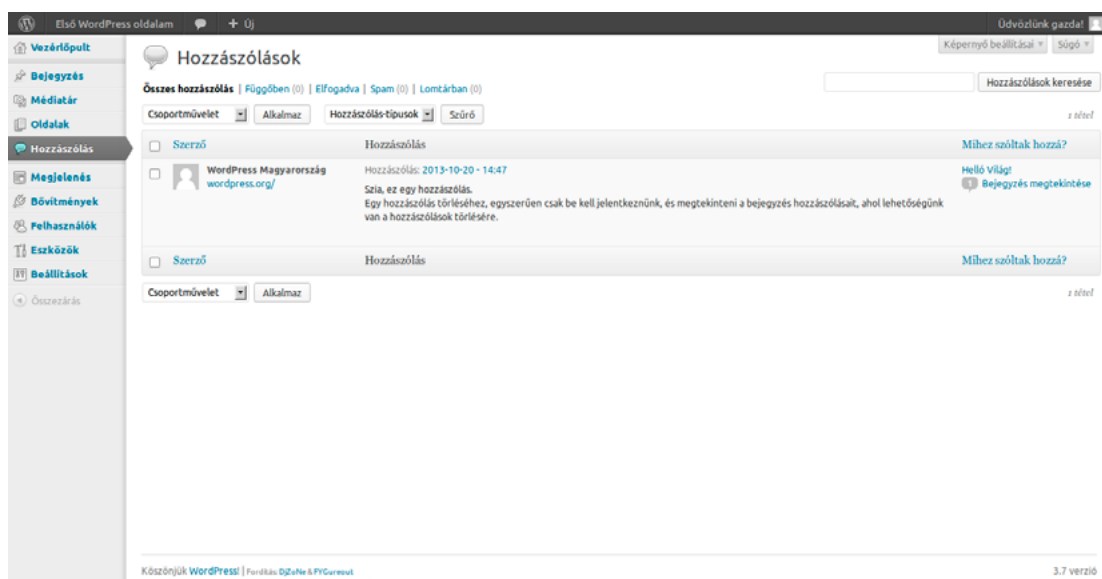 Első WordPress oldalam + Új Üdvözlünk gazda!
Vezérlőpult
Bejegyzés
Médiatár
Oldalak
Hozzászólás
Megjelenés
Bővítmények
Felhasználók
Eszközök
Beállítások
Összezárás
Képernyő beállításai Súgó
Hozzászólások
Összes hozzászólás | Függőben (0) | Elfogadva | Spam (0) | Lomtárban (0)
Hozzászólások keresése
Csoportművelet Alkalmaz Hozzászólás-típusok Szűrő
1 tétel
Szerző Hozzászólás Mihez szóltak hozzá?
WordPress Magyarország
wordpress.org/
Hozzászólás: 2013-10-20 - 14:47
Szia, ez egy hozzászólás.
Egy hozzászólás törléséhez, egyszerűen csak be kell jelentkeznünk, és megtekinteni a bejegyzés hozzászólásait, ahol lehetőségünk
van a hozzászólások törlésére.
Helló Világ!
1 Bejegyzés megtekintése
Szerző Hozzászólás Mihez szóltak hozzá?
Csoportművelet Alkalmaz
1 tétel
Köszönjük WordPress! | Fordítás: DjZoNe & FYGureout
3.7 verzió